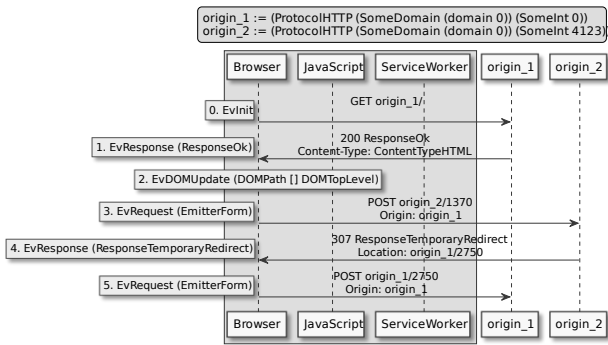 origin_1 := (ProtocolHTTP (SomeDomain (domain 0)) (SomeInt 0))
origin_2 := (ProtocolHTTP (SomeDomain (domain 0)) (SomeInt 4123))
Browser JavaScript ServiceWorker origin_1 origin_2
GET origin_1/
0. EvInit
200 ResponseOk
1. EvResponse (ResponseOk)
Content-Type: ContentTypeHTML
2. EvDOMUpdate (DOMPath [] DOMTopLevel)
POST origin_2/1370
3. EvRequest (EmitterForm)
Origin: origin_1
307 ResponseTemporaryRedirect
4. EvResponse (ResponseTemporaryRedirect)
Location: origin_1/2750
POST origin_1/2750
5. EvRequest (EmitterForm)
Origin: origin_1
Browser JavaScript ServiceWorker origin_1 origin_2